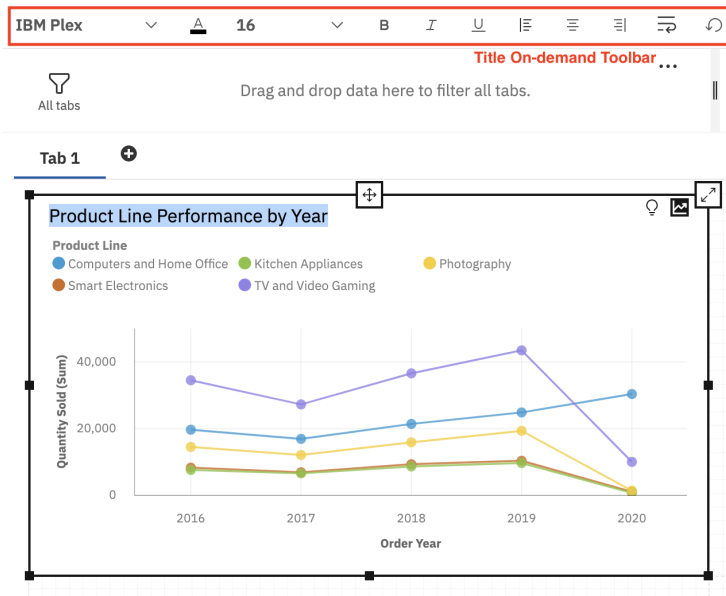 IBM Plex A 16 B I U
Title On-demand Toolbar
All tabs
Drag and drop data here to filter all tabs.
Tab 1
Product Line Performance by Year
Product Line
Computers and Home Office Kitchen Appliances Photography
Smart Electronics TV and Video Gaming
Quantity Sold (Sum)
40,000
20,000
0
2016 2017 2018 2019 2020
Order Year